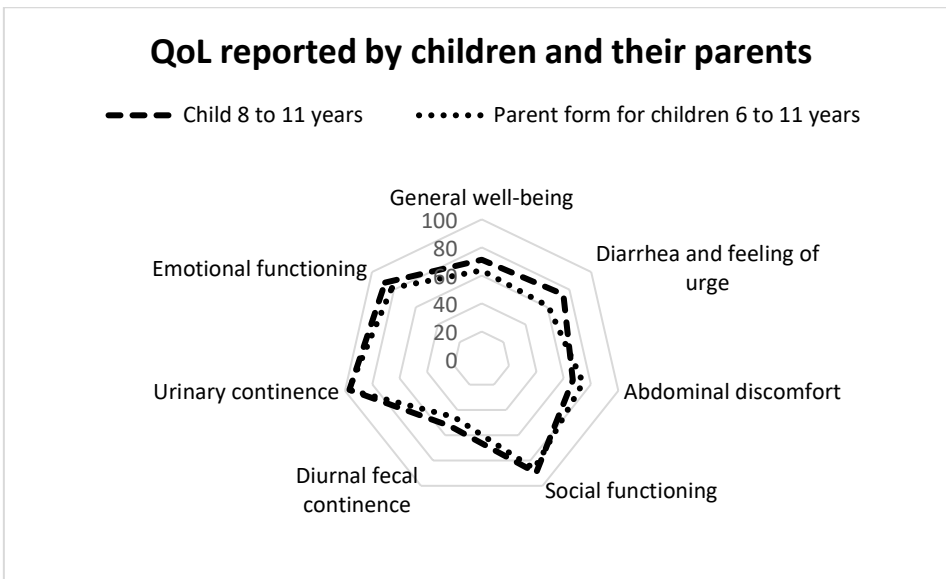 QoL reported by children and their parents
Child 8 to 11 years
Parent form for children 6 to 11 years
General well-being
Diarrhea and feeling of
urge
Abdominal discomfort
Social functioning
Diurnal fecal
continence
Urinary continence
Emotional functioning
100
80
60
40
20
0